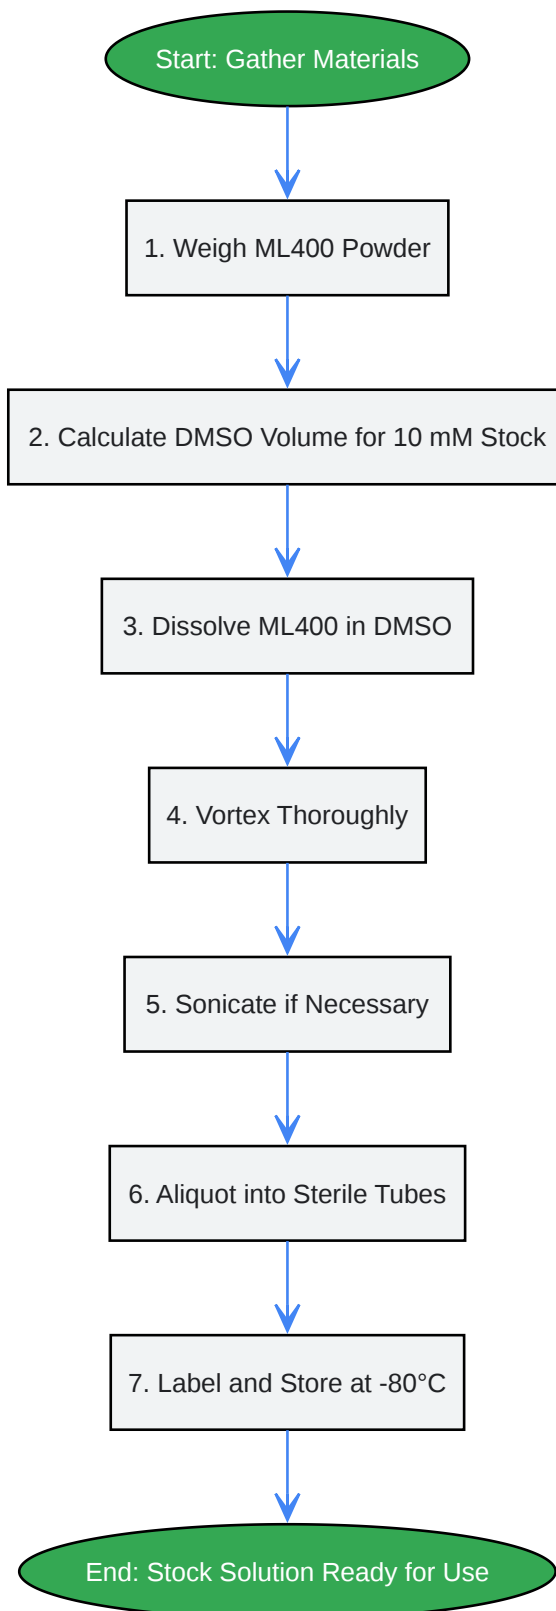 Start: Gather Materials
1. Weigh ML400 Powder
2. Calculate DMSO Volume for 10 mM Stock
3. Dissolve ML400 in DMSO
4. Vortex Thoroughly
5. Sonicate if Necessary
6. Aliquot into Sterile Tubes
7. Label and Store at -80°C
End: Stock Solution Ready for Use